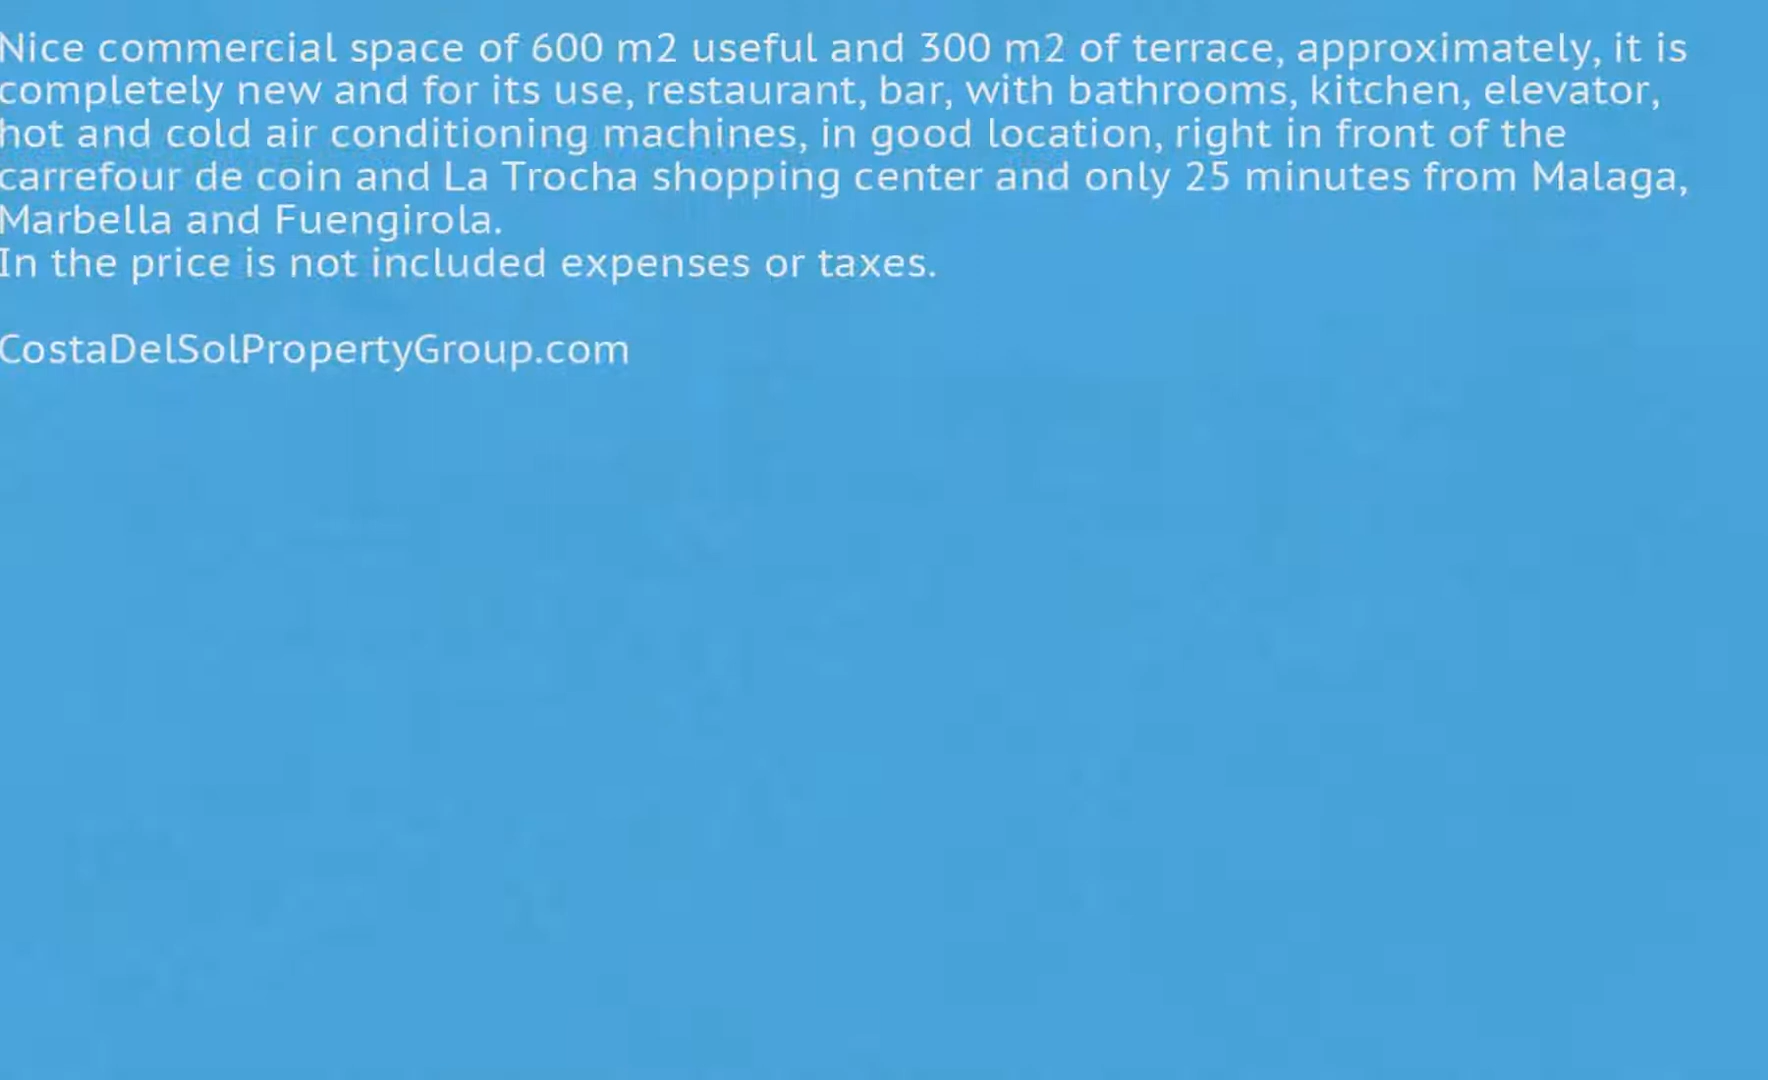 Nice commercial space of 600 m2 useful and 300 m2 of terrace, approximately, it is
completely new and for its use, restaurant, bar, with bathrooms, kitchen, elevator,
hot and cold air conditioning machines, in good location, right in front of the
carrefour de coin and La Trocha shopping center and only 25 minutes from Malaga,
Marbella and Fuengirola.
In the price is not included expenses or taxes.
CostaDelSolPropertyGroup.com